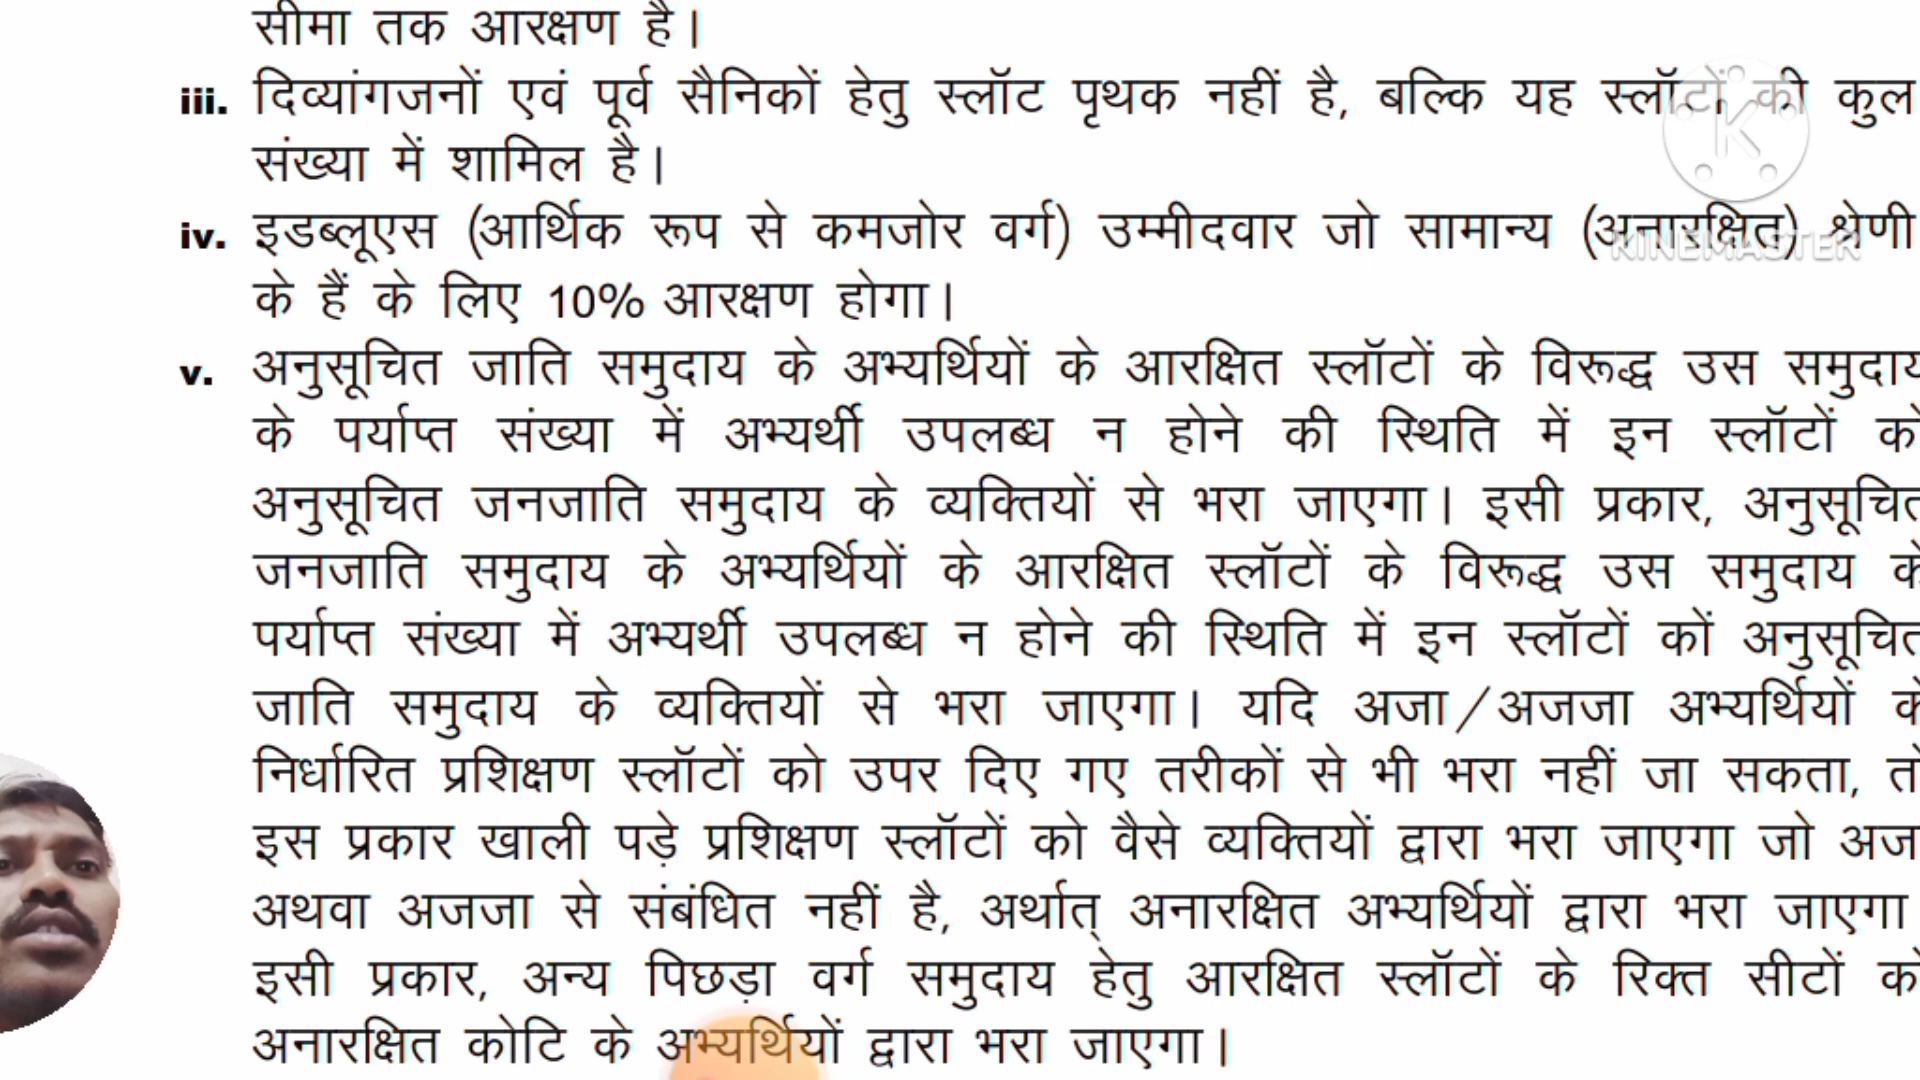 सीमा तक आरक्षण है।
iii. दिव्यांगजनों एवं पूर्व सैनिकों हेतु स्लॉट पृथक नहीं है, बल्कि यह स्लॉटों की कुल
संख्या में शामिल है।
iv. इडब्लूएस (आर्थिक रूप से कमजोर वर्ग) उम्मीदवार जो सामान्य (अनारक्षित) श्रेणी
KINEMASTER
के हैं के लिए 10% आरक्षण होगा।
v. अनुसूचित जाति समुदाय के अभ्यर्थियों के आरक्षित स्लॉटों के विरूद्ध उस समुदाय
के पर्याप्त संख्या में अभ्यर्थी उपलब्ध न होने की स्थिति में इन स्लॉटों को
अनुसूचित जनजाति समुदाय के व्यक्तियों से भरा जाएगा। इसी प्रकार, अनुसूचित
जनजाति समुदाय के अभ्यर्थियों के आरक्षित स्लॉटों के विरूद्ध उस समुदाय के
पर्याप्त संख्या में अभ्यर्थी उपलब्ध न होने की स्थिति में इन स्लॉटों कों अनुसूचित
जाति समुदाय के व्यक्तियों से भरा जाएगा। यदि अजा/अजजा अभ्यर्थियों के
निर्धारित प्रशिक्षण स्लॉटों को उपर दिए गए तरीकों से भी भरा नहीं जा सकता, तो
इस प्रकार खाली पड़े प्रशिक्षण स्लॉटों को वैसे व्यक्तियों द्वारा भरा जाएगा जो अजा
अथवा अजजा से संबंधित नहीं है, अर्थात् अनारक्षित अभ्यर्थियों द्वारा भरा जाएगा
इसी प्रकार, अन्य पिछड़ा वर्ग समुदाय हेतु आरक्षित स्लॉटों के रिक्त सीटों को
अनारक्षित कोटि के अभ्यर्थियों द्वारा भरा जाएगा।